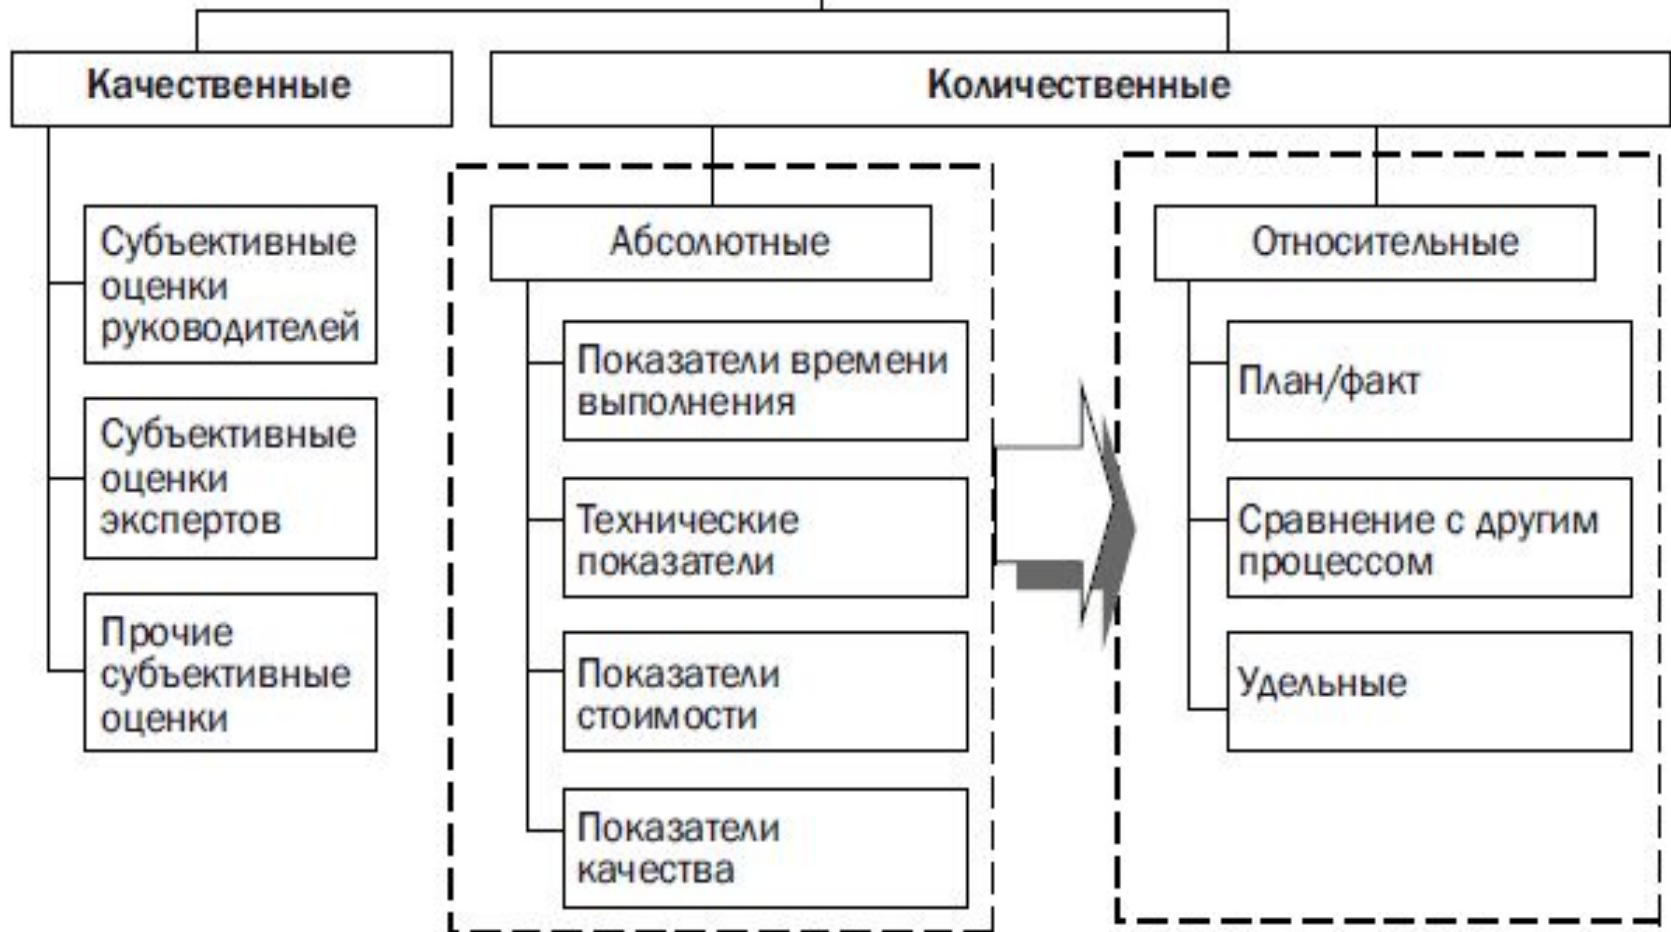 Качественные
Количественные
Субъективные
оценки
руководителей
Субъективные
оценки
экспертов
Прочие
субъективные
оценки
Абсолютные
Показатели времени
выполнения
Технические
показатели
Показатели
стоимости
Показатели
качества
Относительные
План/факт
Сравнение с другим
процессом
Удельные